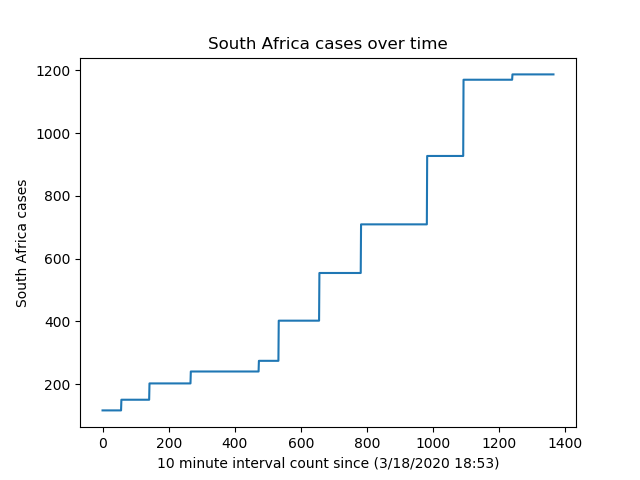 South Africa cases over time
South Africa cases
1200
1000
800
600
400
200
0 200 400 600 800 1000 1200 1400
10 minute interval count since (3/18/2020 18:53)